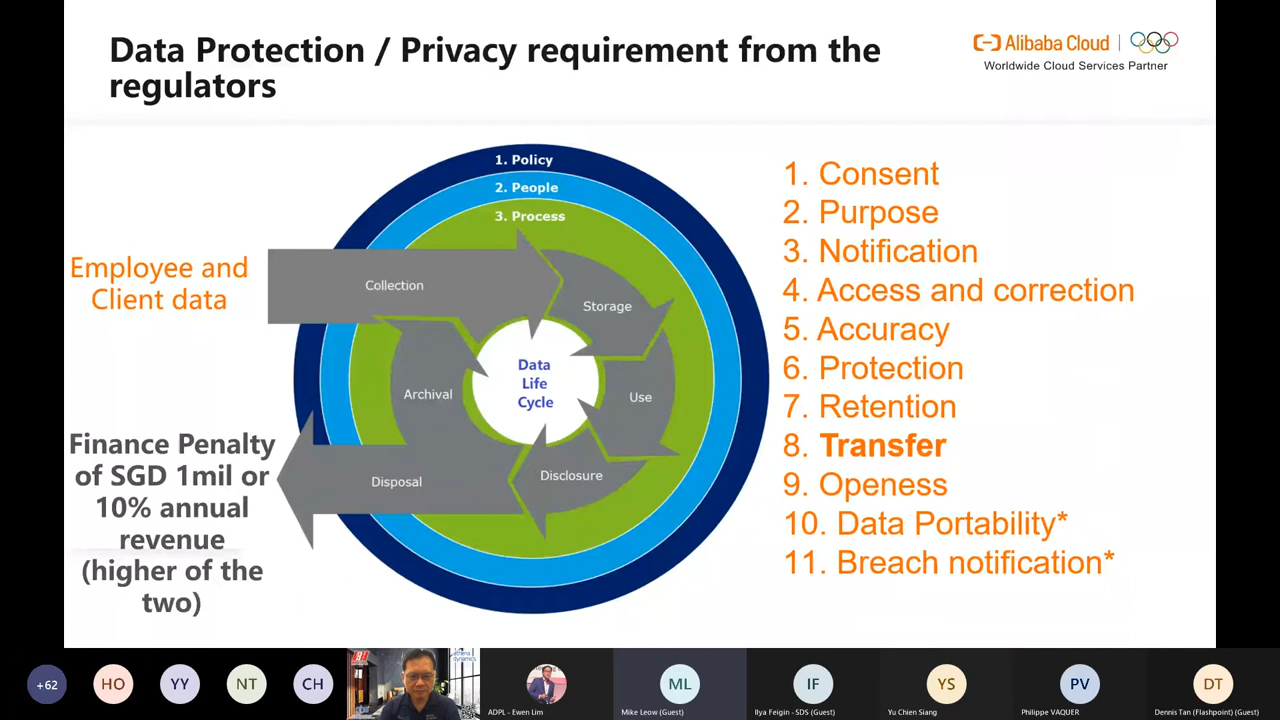 Data Protection / Privacy requirement from the
regulators
Alibaba Cloud
Worldwide Cloud Services Partner
1. Policy
2. People
3. Process
Employee and
Client data
Collection
Storage
Use
Disclosure
Disposal
Archival
Data
Life
Cycle
Finance Penalty
of SGD 1mil or
10% annual
revenue
(higher of the
two)
1. Consent
2. Purpose
3. Notification
4. Access and correction
5. Accuracy
6. Protection
7. Retention
8. Transfer
9. Openess
10. Data Portability*
11. Breach notification*
+62
HO
YY
NT
CH
athena
dynamics
ADPL - Ewen Lim
ML
Mike Leow (Guest)
IF
Ilya Feigin - SDS (Guest)
YS
Yu Chien Siang
PV
Philippe VAQUER
DT
Dennis Tan (Flashpoint) (Guest)